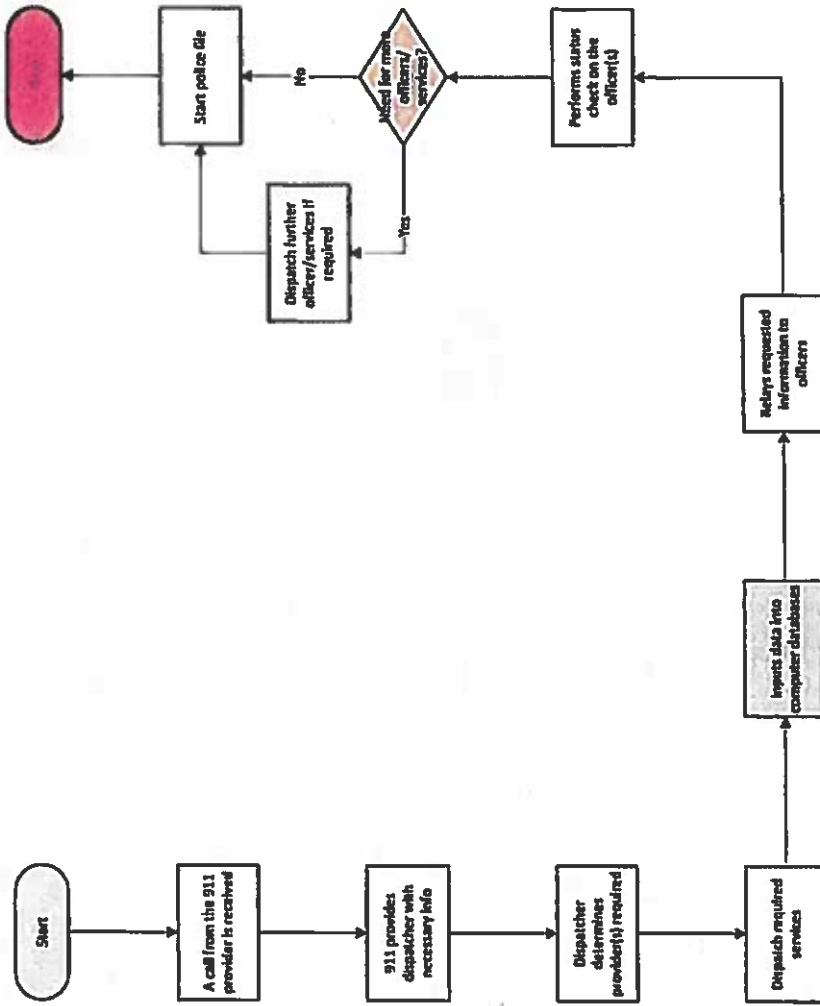 Start
A call from the 911
provider is received
911 provides
dispatcher with
necessary info
Dispatcher
determines
provider(s) required
Dispatch required
services
Inputs data into
computer databases
Relays requested
information to
officers
Performs status
check on the
officer(s)
Need for more
officers/
services?
Yes
Dispatch further
officer/services if
required
No
Start police file